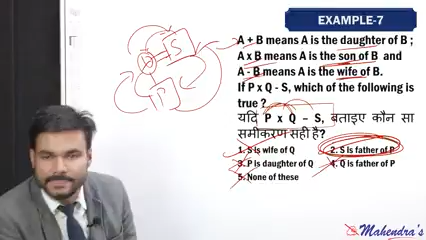 EXAMPLE-7
A + B means A is the daughter of B ;
A x B means A is the son of B and
A - B means A is the wife of B.
If P x Q - S, which of the following is
true ?
यदि P x Q – S, बताइए कौन सा
समीकरण सही है?
1. S is wife of Q 2. S is father of P
3. P is daughter of Q 4. Q is father of P
5. None of these
S
P
Mahendra's